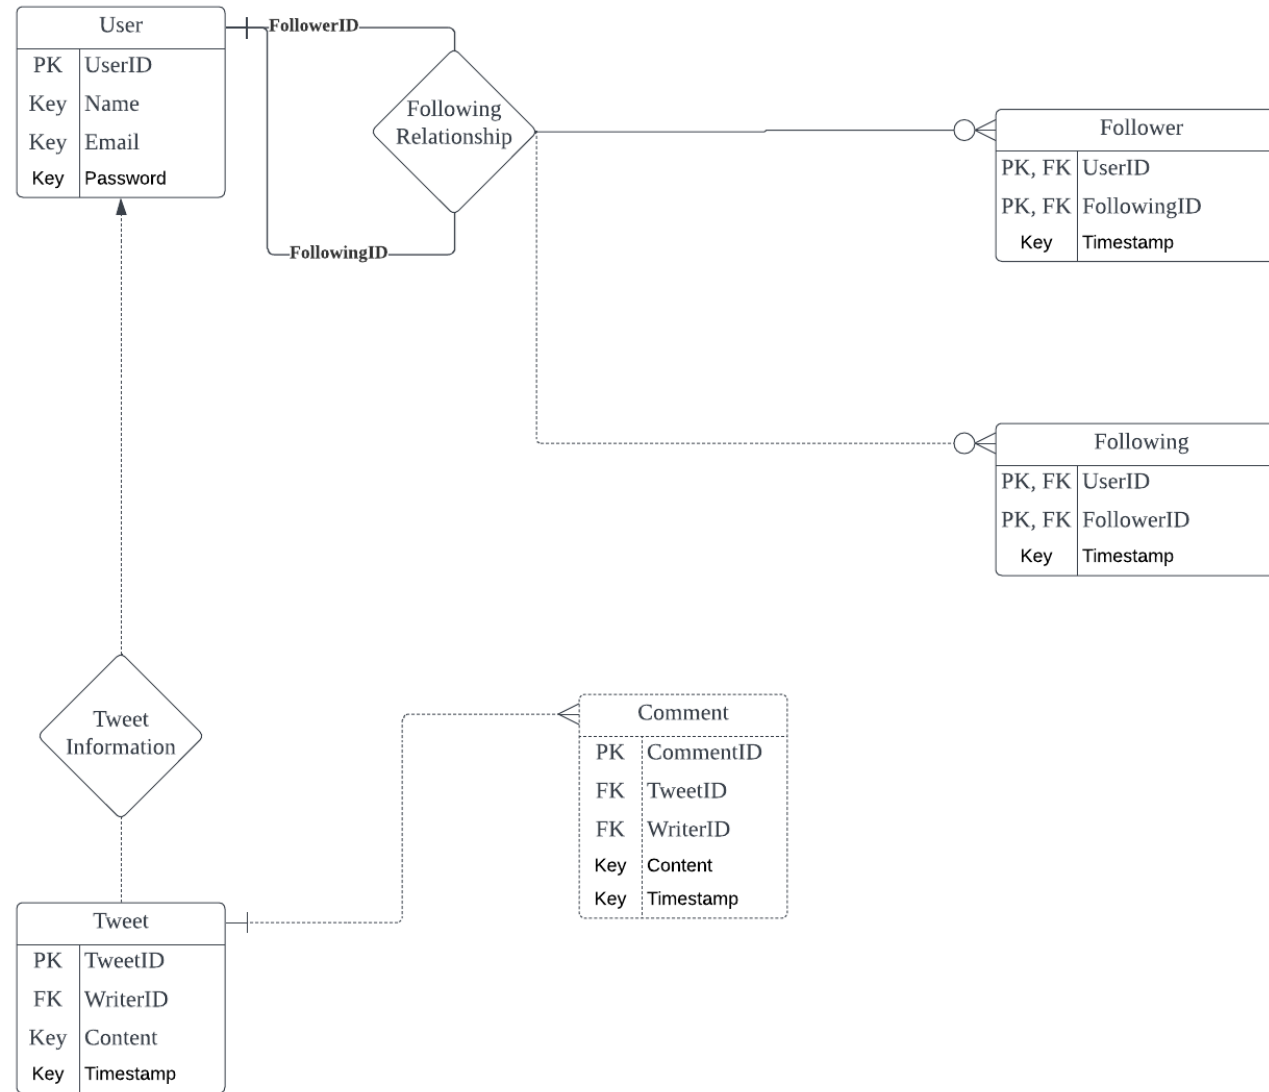 User
PK UserID
Key Name
Key Email
Key Password
FollowerID
Following
Relationship
FollowingID
Follower
PK, FK UserID
PK, FK FollowingID
Key Timestamp
Following
PK, FK UserID
PK, FK FollowerID
Key Timestamp
Tweet
Information
Comment
PK CommentID
FK TweetID
FK WriterID
Key Content
Key Timestamp
Tweet
PK TweetID
FK WriterID
Key Content
Key Timestamp